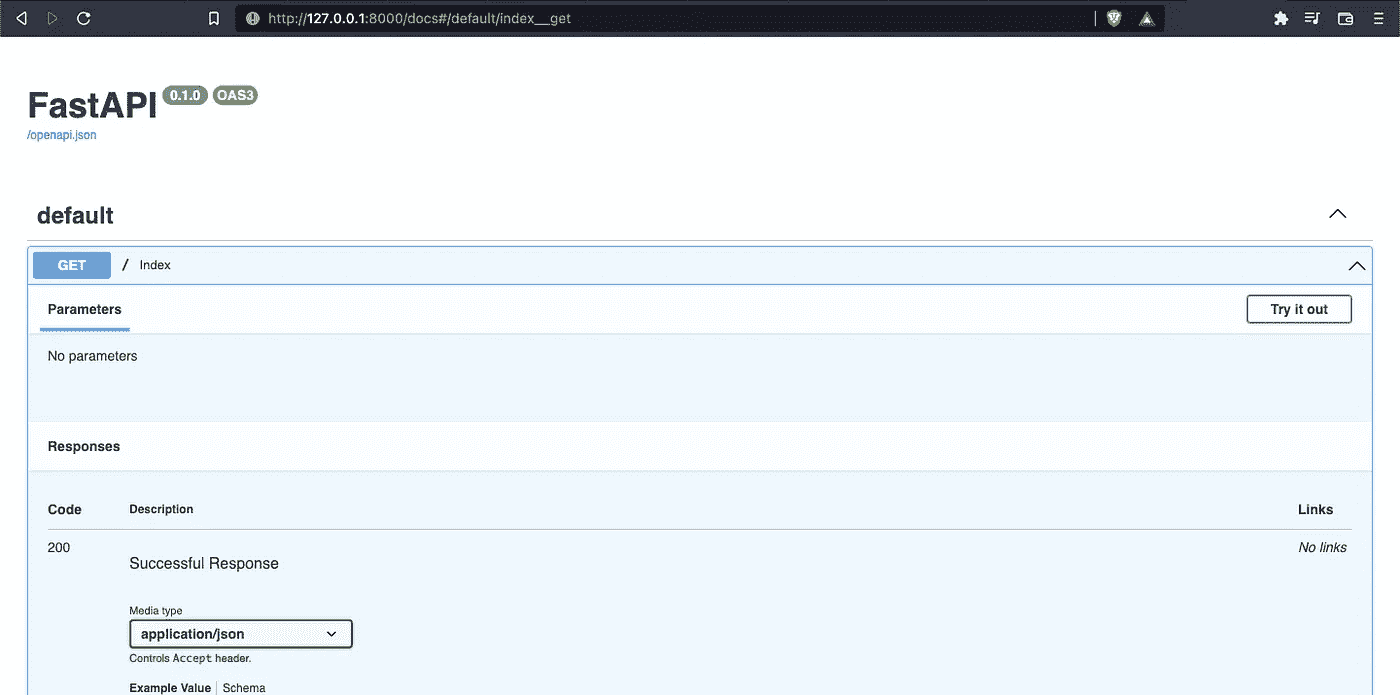 http://127.0.0.1:8000/docs#/default/index__get
FastAPI 0.1.0 OAS3
/openapi.json
default
GET / Index
Parameters Try it out
No parameters
Responses
Code Description Links
200 No links
Successful Response
Media type
application/json
Controls Accept header.
Example Value Schema